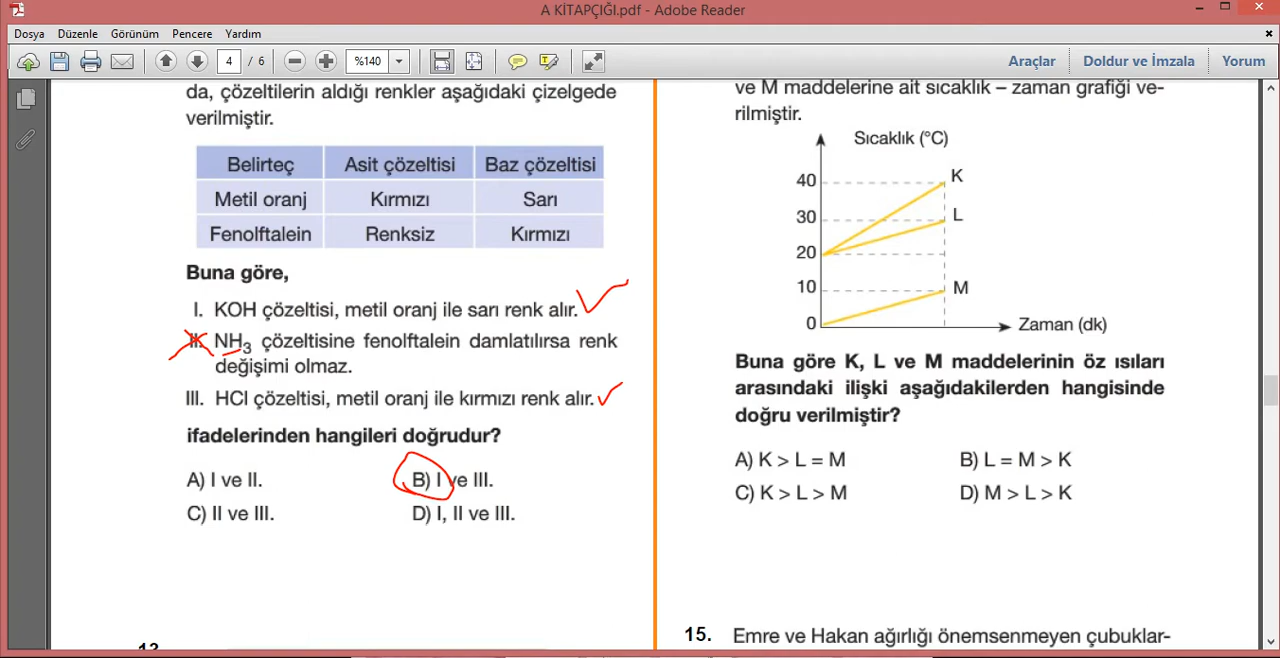 A KİTAPÇIĞI.pdf - Adobe Reader
Dosya Düzenle Görünüm Pencere Yardım
4 / 6 %140 Araçlar Doldur ve İmzala Yorum
da, çözeltilerin aldığı renkler aşağıdaki çizelgede
verilmiştir.
Belirteç Asit çözeltisi Baz çözeltisi
Metil oranj Kırmızı Sarı
Fenolftalein Renksiz Kırmızı
Buna göre,
I. KOH çözeltisi, metil oranj ile sarı renk alır.
II. NH3 çözeltisine fenolftalein damlatılırsa renk
değişimi olmaz.
III. HCl çözeltisi, metil oranj ile kırmızı renk alır.
ifadelerinden hangileri doğrudur?
A) I ve II. B) I ve III.
C) II ve III. D) I, II ve III.
ve M maddelerine ait sıcaklık – zaman grafiği ve-
rilmiştir.
Sıcaklık (°C)
40 K
30 L
20
10 M
0 Zaman (dk)
Buna göre K, L ve M maddelerinin öz ısıları
arasındaki ilişki aşağıdakilerden hangisinde
doğru verilmiştir?
A) K > L = M B) L = M > K
C) K > L > M D) M > L > K
15. Emre ve Hakan ağırlığı önemsenmeyen çubuklar-